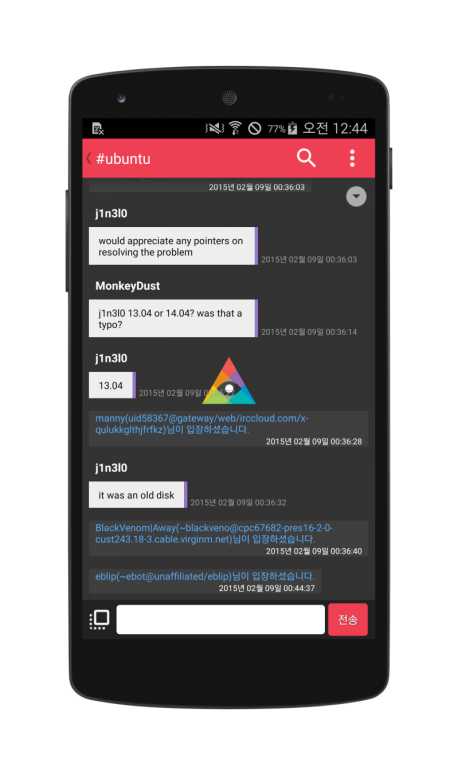 77% 오전 12:44
#ubuntu
2015년 02월 09일 00:36:03
j1n3l0
would appreciate any pointers on
resolving the problem
2015년 02월 09일 00:36:03
MonkeyDust
j1n3l0 13.04 or 14.04? was that a
typo?
2015년 02월 09일 00:36:14
j1n3l0
13.04
2015년 02월 09일
manny(uid58367@gateway/web/irccloud.com/x-
qulukkglthjfrfkz)님이 입장하셨습니다.
2015년 02월 09일 00:36:28
j1n3l0
it was an old disk
2015년 02월 09일 00:36:32
BlackVenom|Away(~blackveno@cpc67682-pres16-2-0-
cust243.18-3.cable.virginm.net)님이 입장하셨습니다.
2015년 02월 09일 00:36:40
eblip(~ebot@unaffiliated/eblip)님이 입장하셨습니다.
2015년 02월 09일 00:44:37
전송